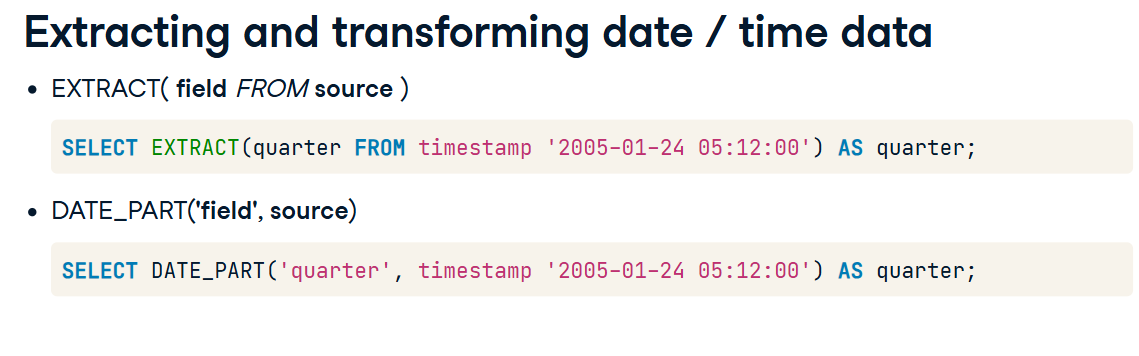 Extracting and transforming date / time data
• EXTRACT( field FROM source )
SELECT EXTRACT(quarter FROM timestamp '2005-01-24 05:12:00') AS quarter;
• DATE_PART('field', source)
SELECT DATE_PART('quarter', timestamp '2005-01-24 05:12:00') AS quarter;